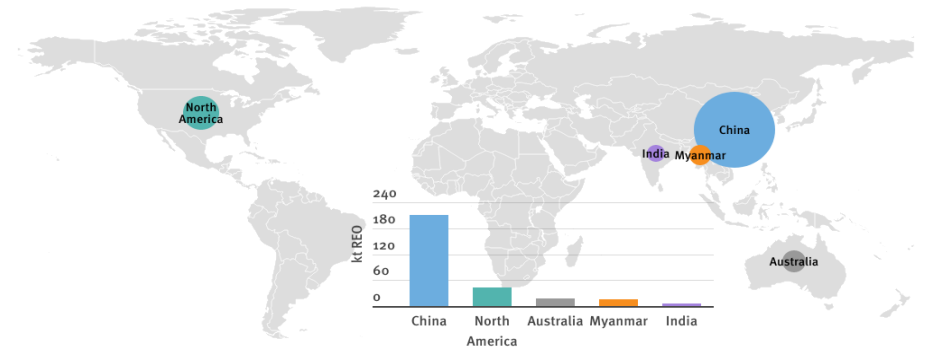 North
America
China
India
Myanmar
Australia
240
180
120
60
0
kt REO
China
North
America
Australia
Myanmar
India